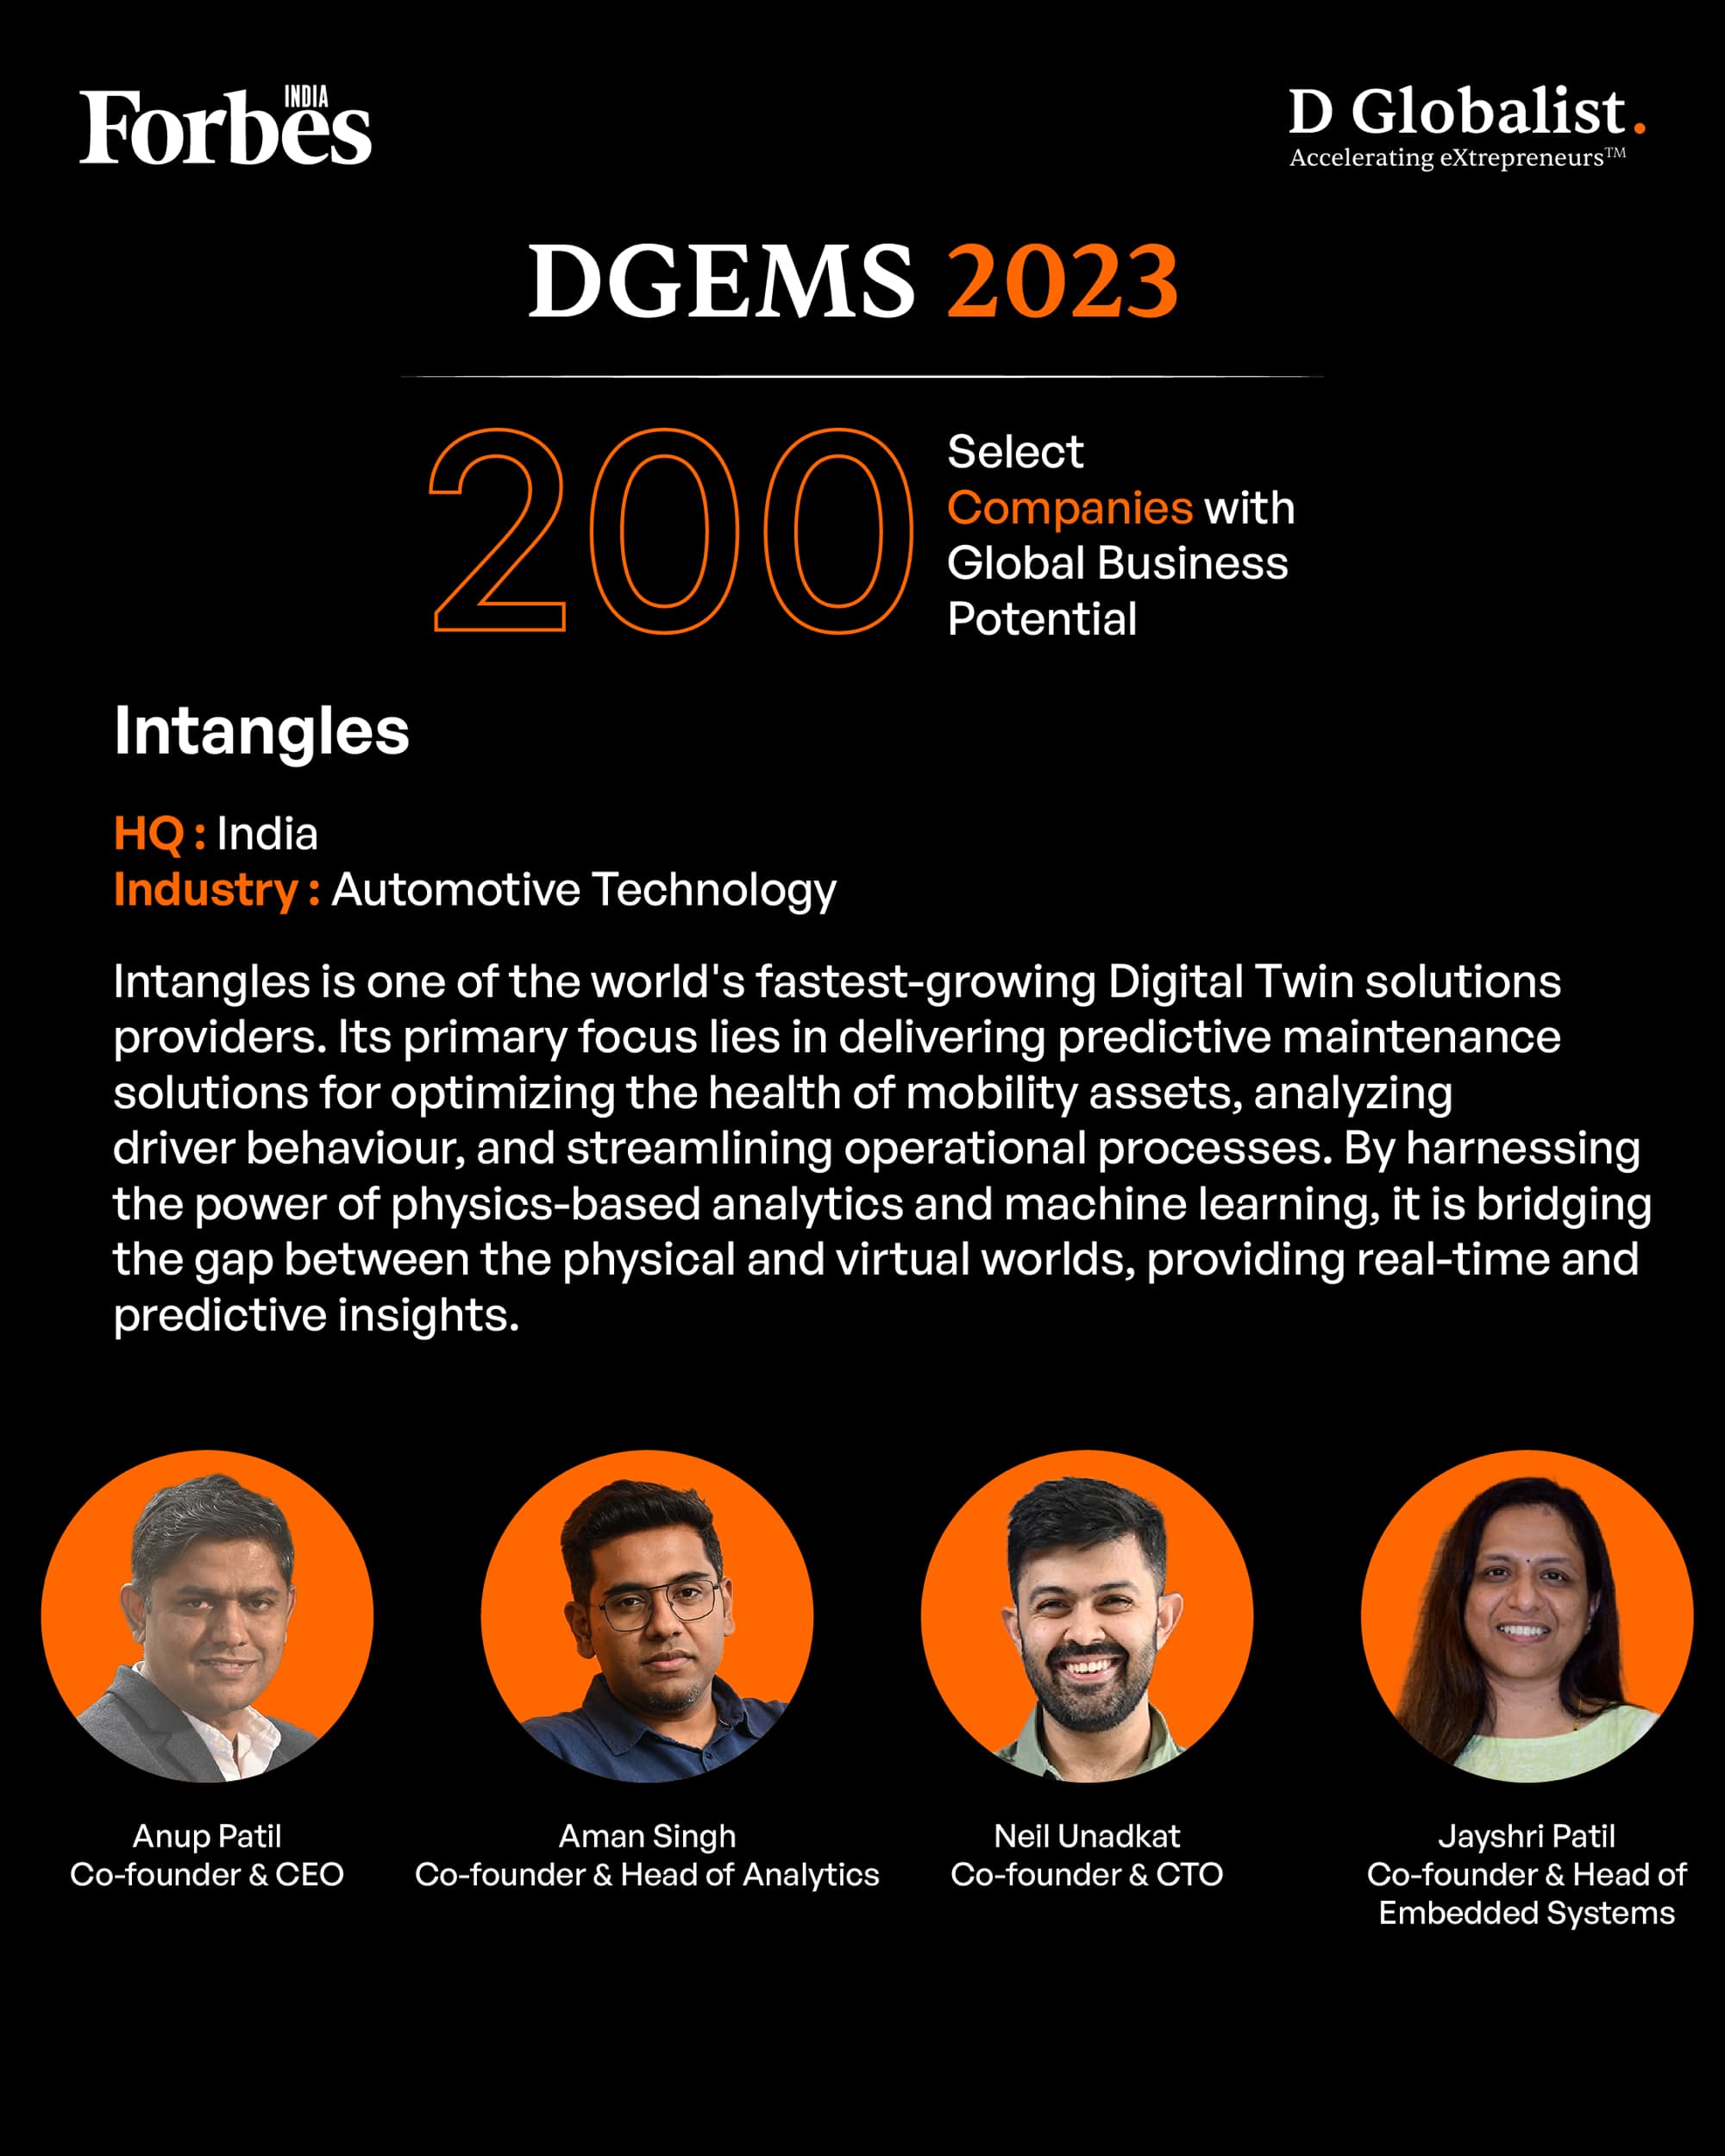 Forbes
INDIA
D Globalist.
Accelerating eXtrepreneurs™
DGEMS 2023
200
Select
Companies with
Global Business
Potential
Intangles
HQ : India
Industry : Automotive Technology
Intangles is one of the world's fastest-growing Digital Twin solutions
providers. Its primary focus lies in delivering predictive maintenance
solutions for optimizing the health of mobility assets, analyzing
driver behaviour, and streamlining operational processes. By harnessing
the power of physics-based analytics and machine learning, it is bridging
the gap between the physical and virtual worlds, providing real-time and
predictive insights.
Anup Patil
Co-founder & CEO
Aman Singh
Co-founder & Head of Analytics
Neil Unadkat
Co-founder & CTO
Jayshri Patil
Co-founder & Head of
Embedded Systems